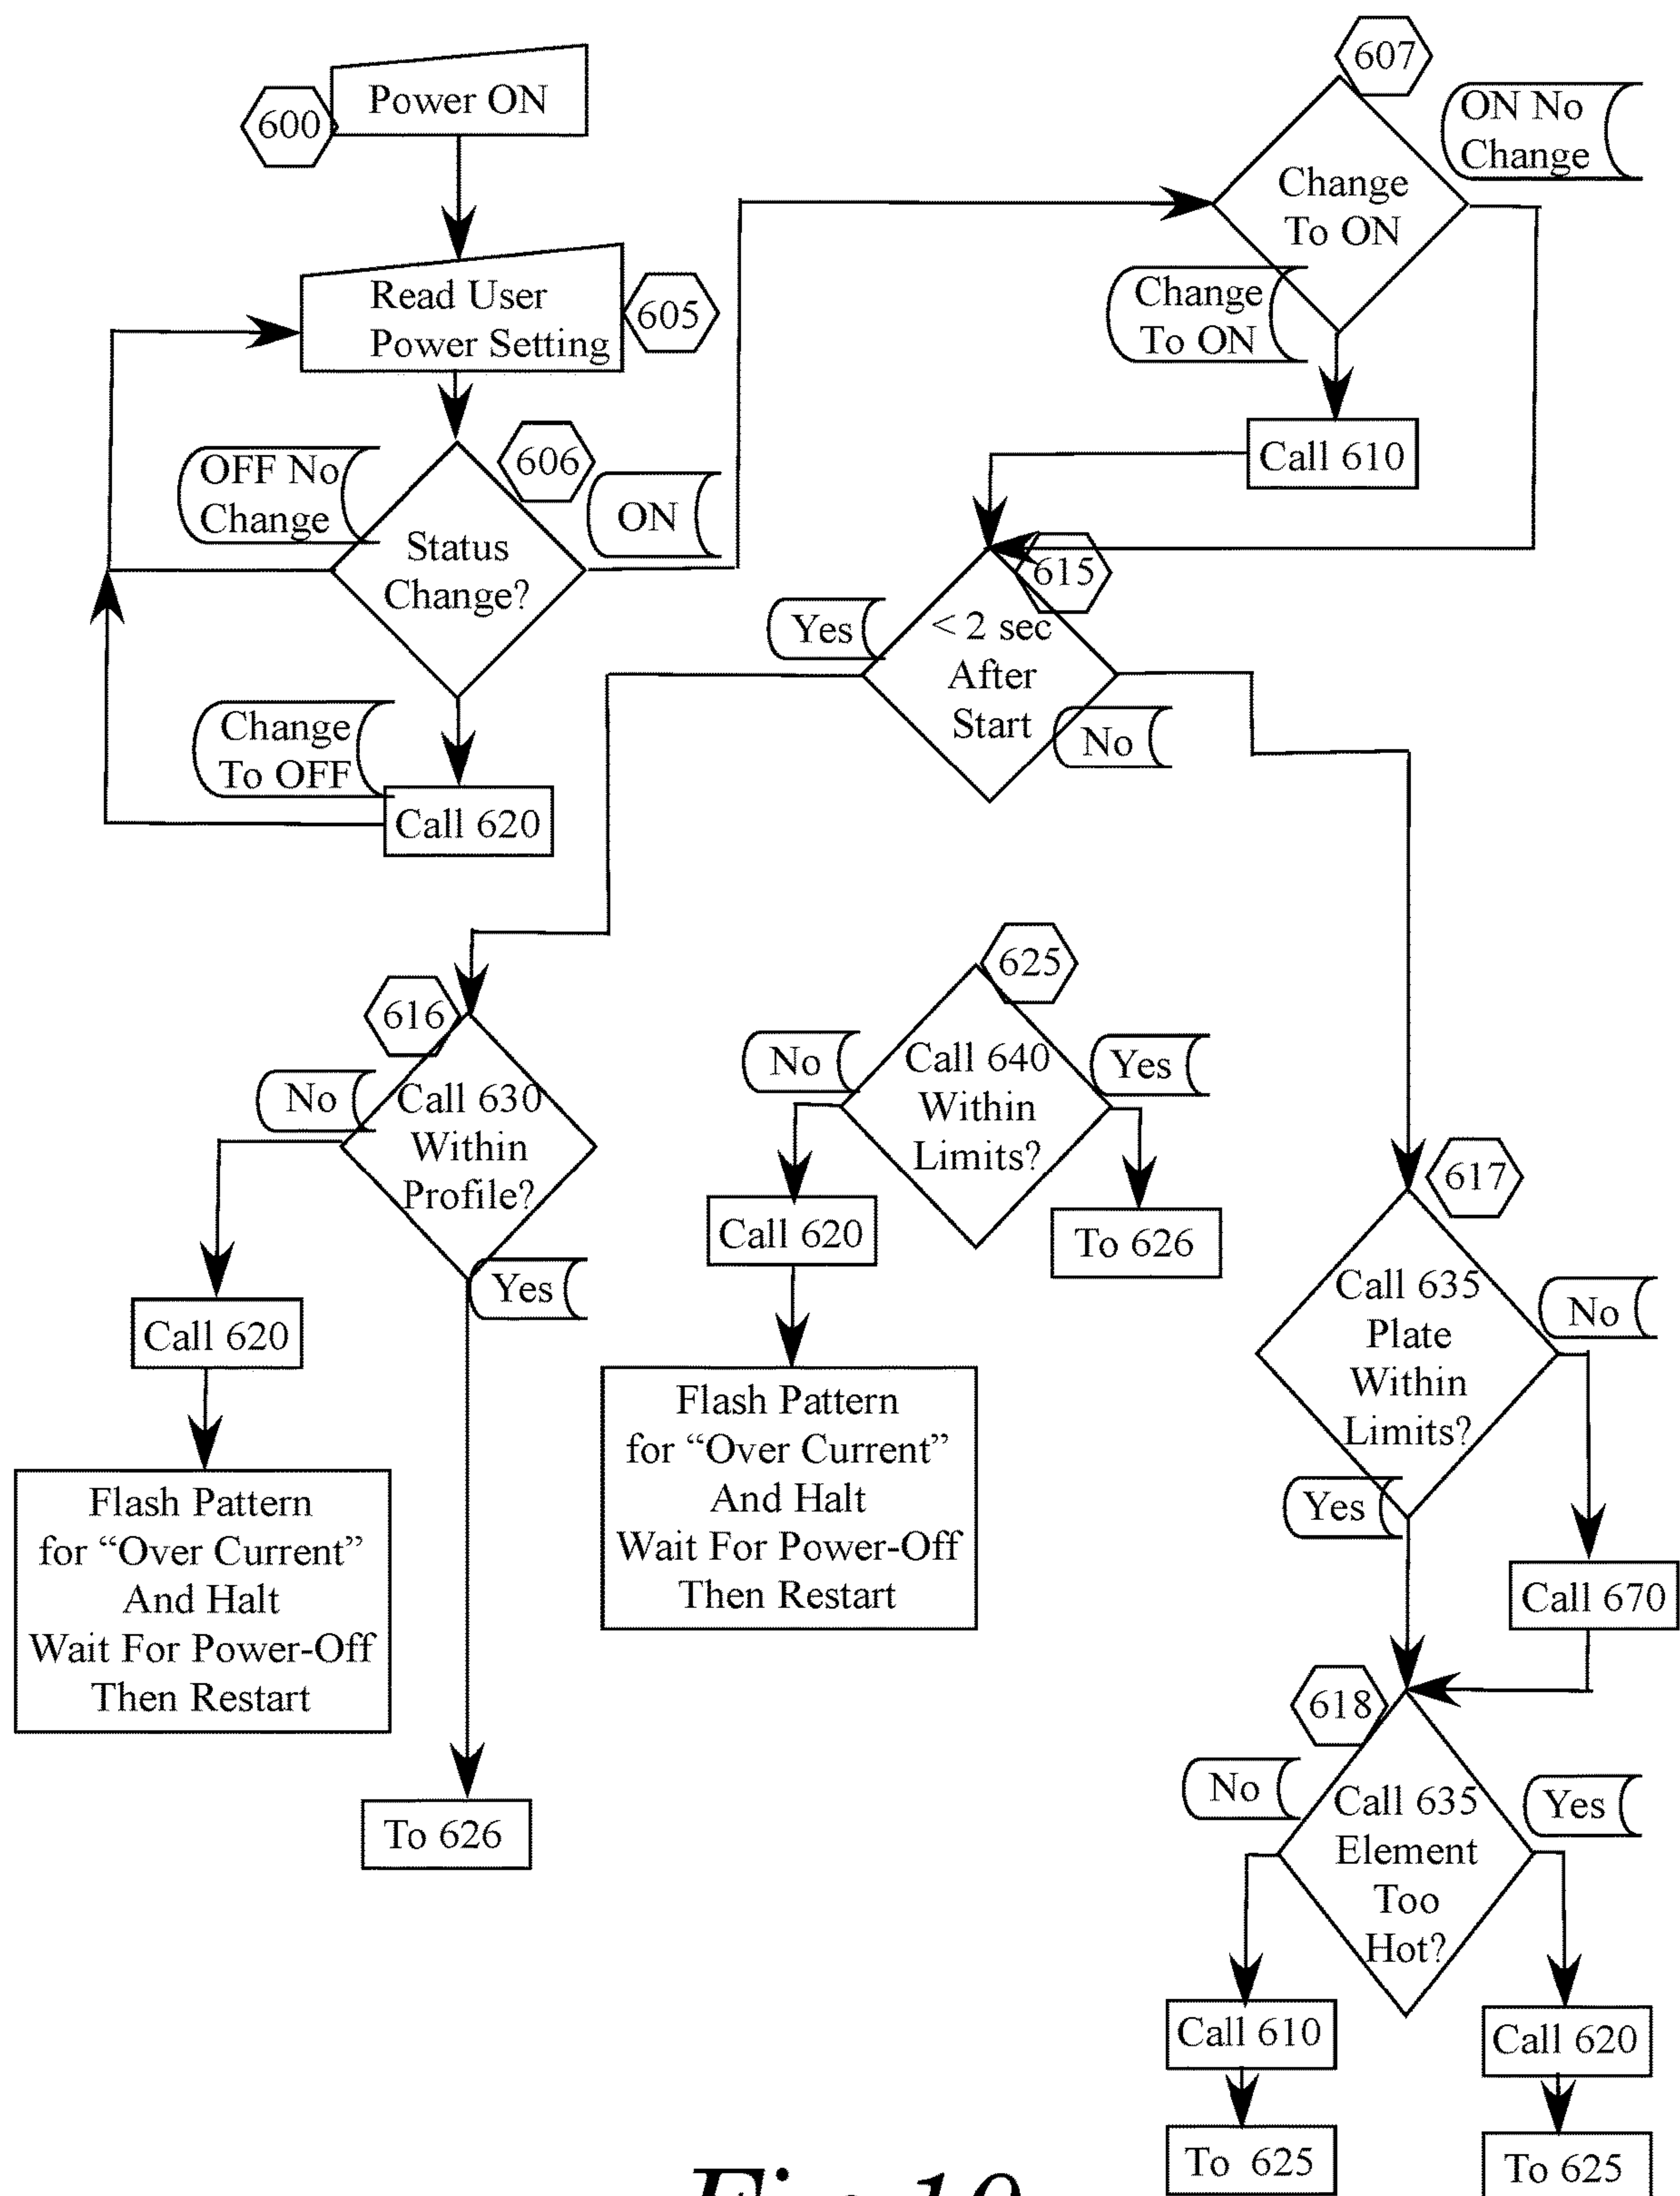 600
Power ON
Read User
Power Setting
605
606
OFF No
Change
ON
Status
Change?
Change
To OFF
Call 620
607
ON No
Change
Change
To ON
Change
To ON
Call 610
615
Yes
< 2 sec
After
Start
No
616
No
Call 630
Within
Profile?
Yes
Call 620
Flash Pattern
for “Over Current”
And Halt
Wait For Power-Off
Then Restart
To 626
625
No
Call 640
Within
Limits?
Yes
Call 620
To 626
Flash Pattern
for “Over Current”
And Halt
Wait For Power-Off
Then Restart
617
Call 635
Plate
Within
Limits?
No
Yes
Call 670
618
No
Call 635
Element
Too
Hot?
Yes
Call 610
Call 620
To 625
To 625